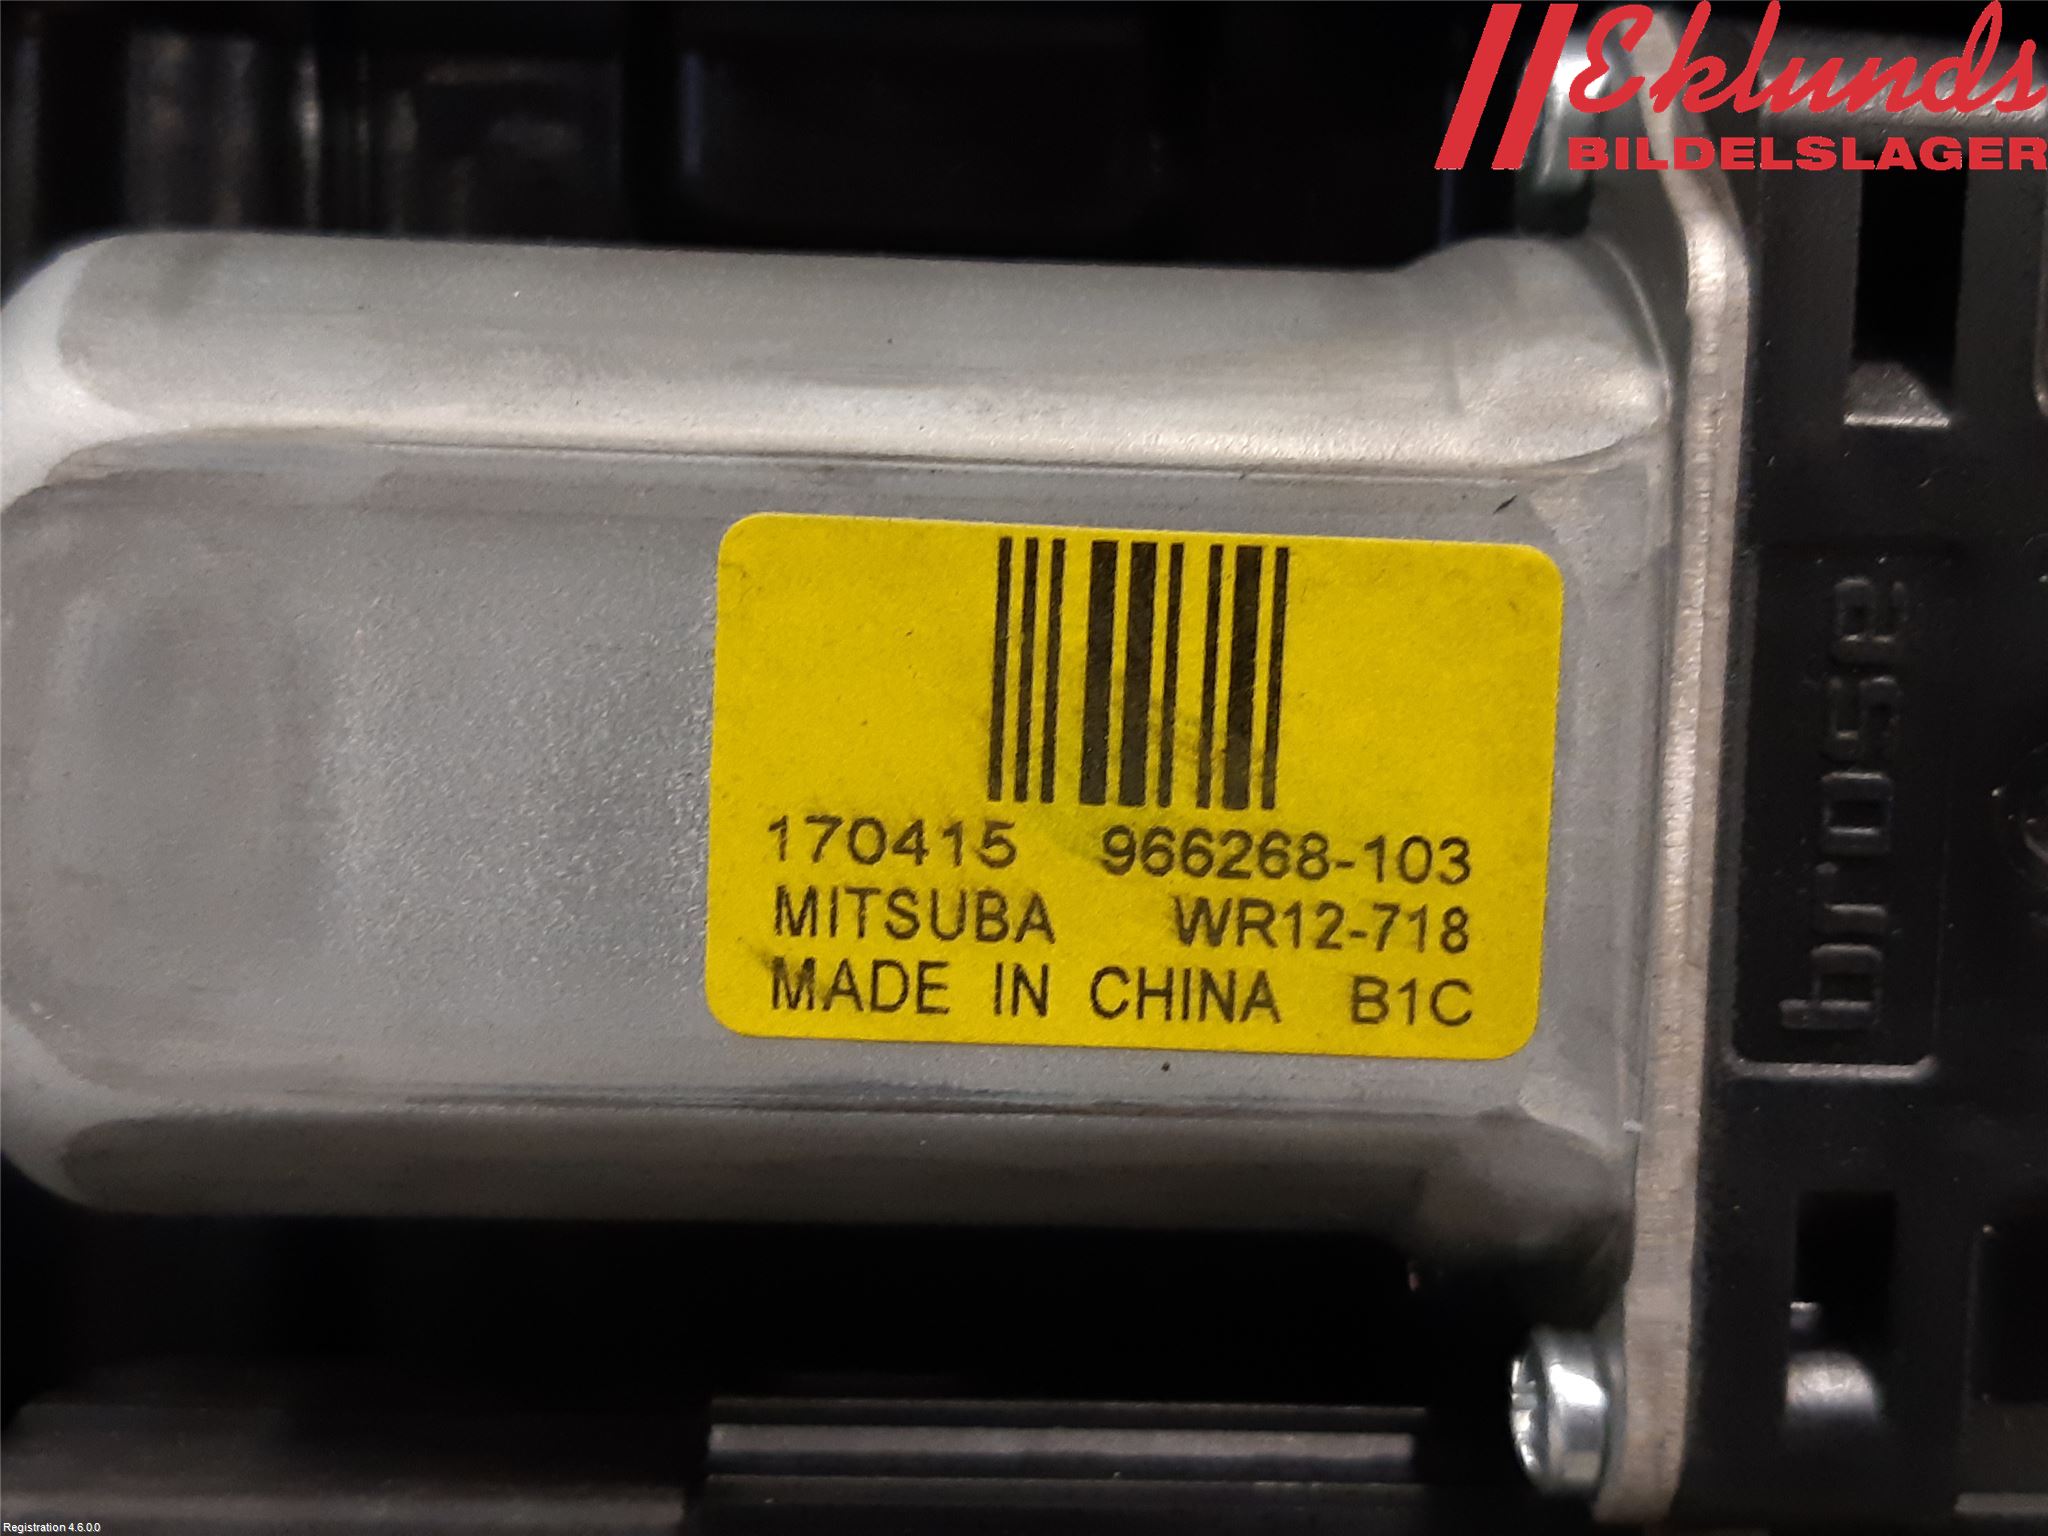 Eklunds
BILDELSLAGER
170415 966268-103
MITSUBA WR12-718
MADE IN CHINA B1C
brose
Registration 4.6.0.0